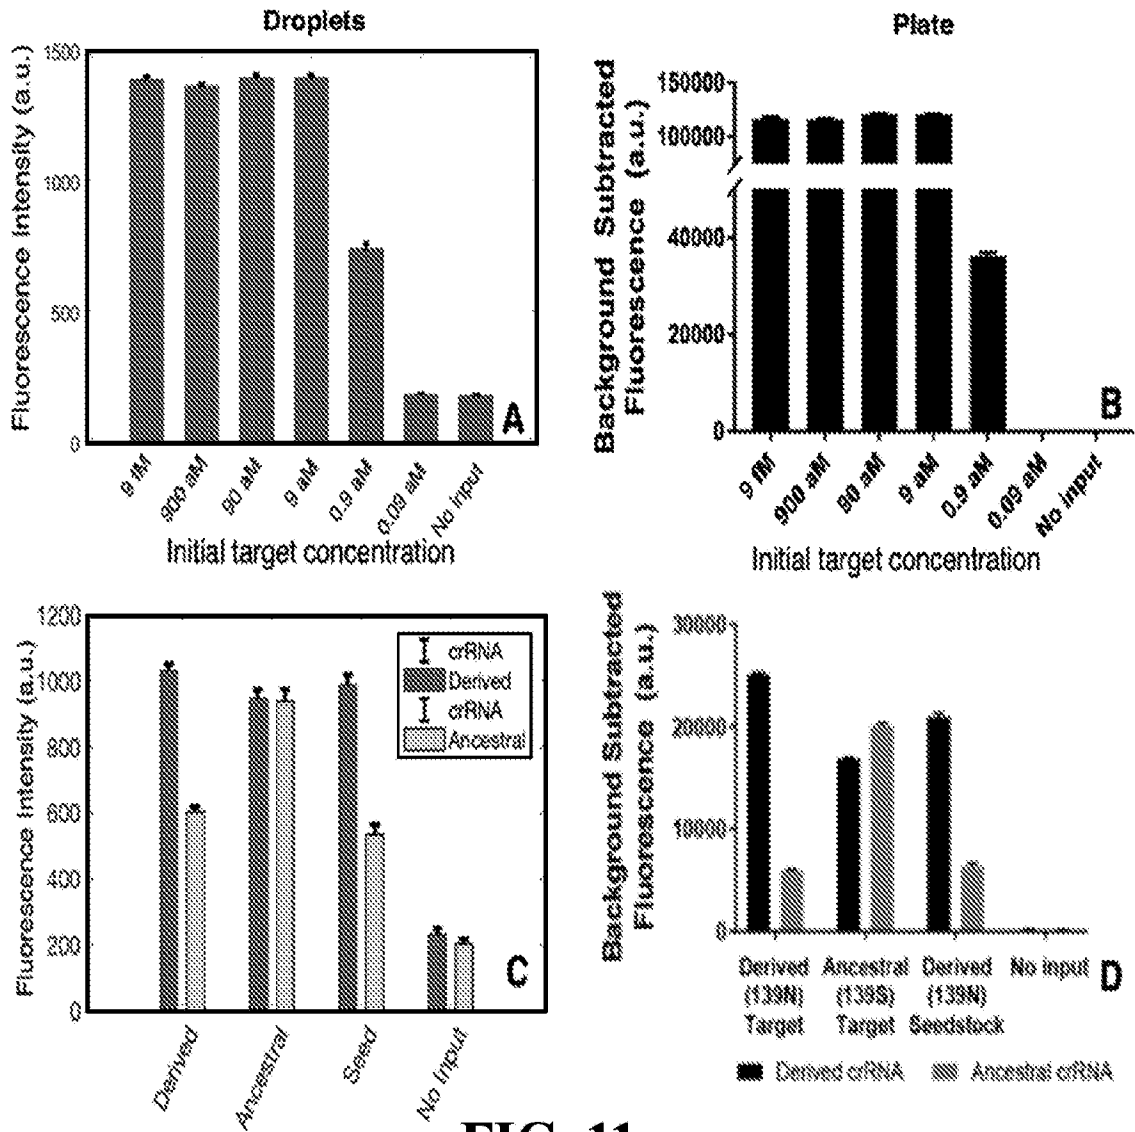 Droplets
Fluorescence Intensity (a.u.)
1500
1000
500
0
9 fM
900 aM
90 aM
9 aM
0.9 aM
0.09 aM
No input
A
Initial target concentration
Plate
Background Subtracted
Fluorescence (a.u.)
150000
100000
40000
20000
0
9 fM
900 aM
90 aM
9 aM
0.9 aM
0.09 aM
No input
B
Initial target concentration
Fluorescence Intensity (a.u.)
1200
1000
800
600
400
200
0
crRNA
Derived
crRNA
Ancestral
Derived
Ancestral
Seed
No Input
C
Background Subtracted
Fluorescence (a.u.)
30000
20000
10000
0
Derived Ancestral Derived No input
(139N) (139S) (139N)
Target Target Seedstock
D
Derived crRNA Ancestral crRNA
FIG. 11